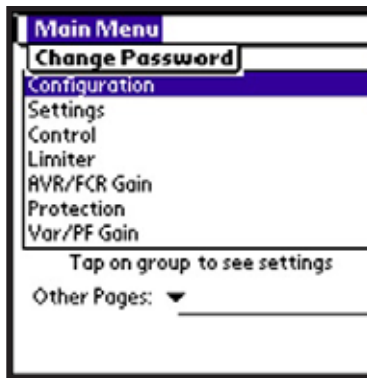 Main Menu
Change Password
Configuration
Settings
Control
Limiter
AVR/FCR Gain
Protection
Var/PF Gain
Tap on group to see settings
Other Pages: